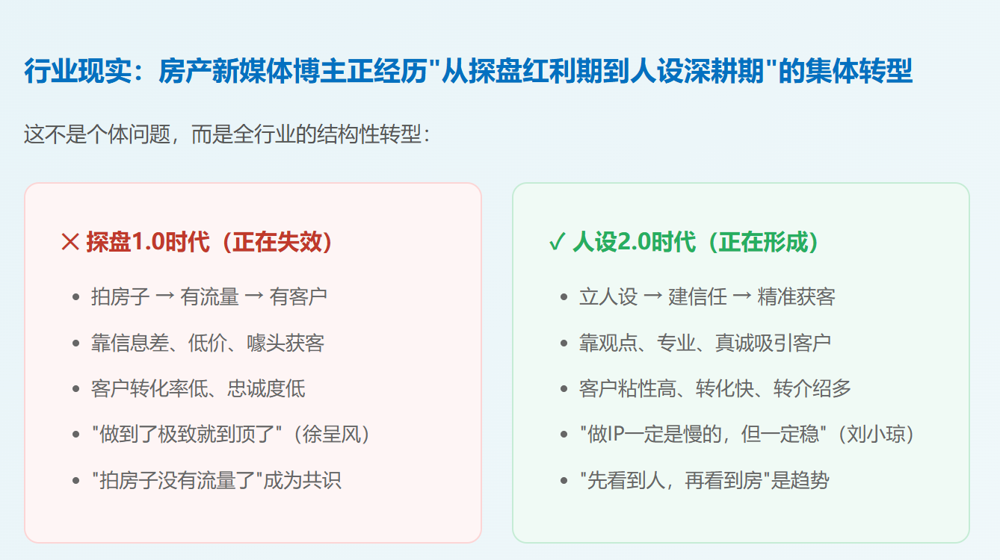 行业现实：房产新媒体博主正经历"从探盘红利期到人设深耕期"的集体转型
这不是个体问题，而是全行业的结构性转型：
✕ 探盘1.0时代（正在失效）
• 拍房子 → 有流量 → 有客户
• 靠信息差、低价、噱头获客
• 客户转化率低、忠诚度低
• "做到了极致就到顶了"（徐呈风）
• "拍房子没有流量了"成为共识
✓ 人设2.0时代（正在形成）
• 立人设 → 建信任 → 精准获客
• 靠观点、专业、真诚吸引客户
• 客户粘性高、转化快、转介绍多
• "做IP一定是慢的，但一定稳"（刘小琼）
• "先看到人，再看到房"是趋势